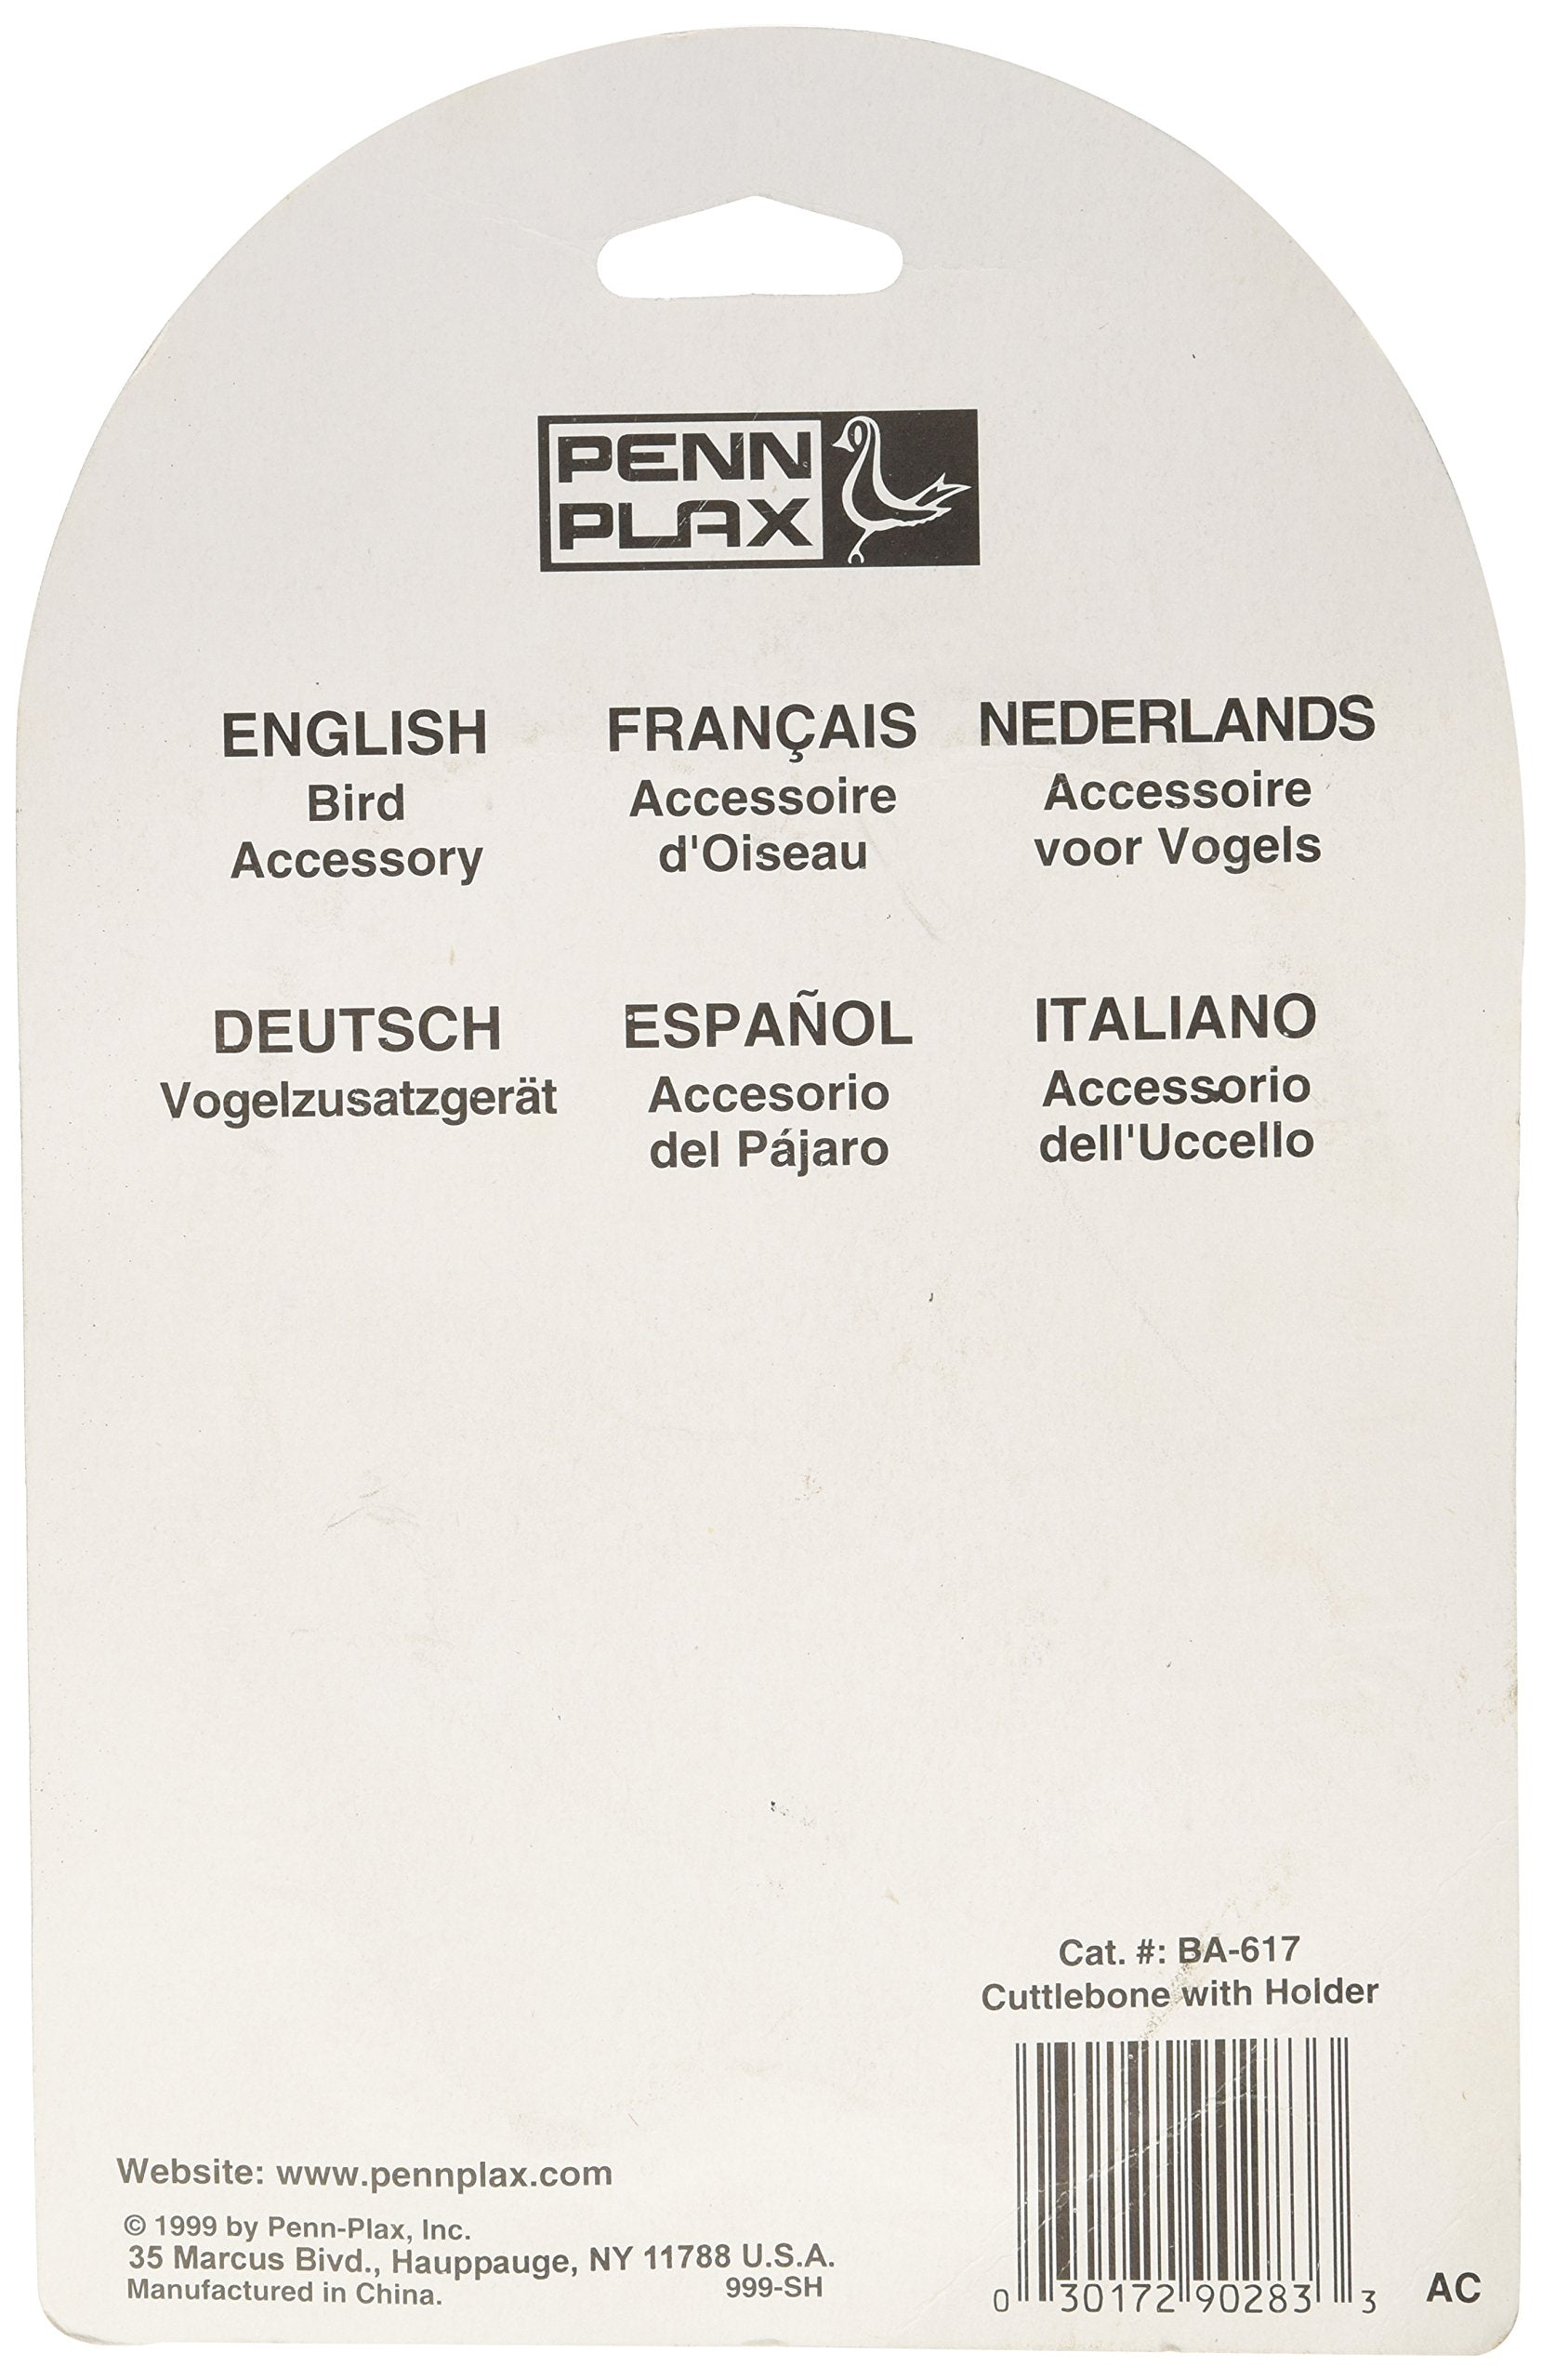 PENN
PLAX
ENGLISH
Bird
Accessory
FRANÇAIS
Accessoire
d'Oiseau
NEDERLANDS
Accessoire
voor Vogels
DEUTSCH
Vogelzusatzgerät
ESPAÑOL
Accesorio
del Pájaro
ITALIANO
Accessorio
dell'Uccello
Cat. #: BA-617
Cuttlebone with Holder
0 30172 90283 3
AC
Website: www.pennplax.com
© 1999 by Penn-Plax, Inc.
35 Marcus Bivd., Hauppauge, NY 11788 U.S.A.
Manufactured in China. 999-SH